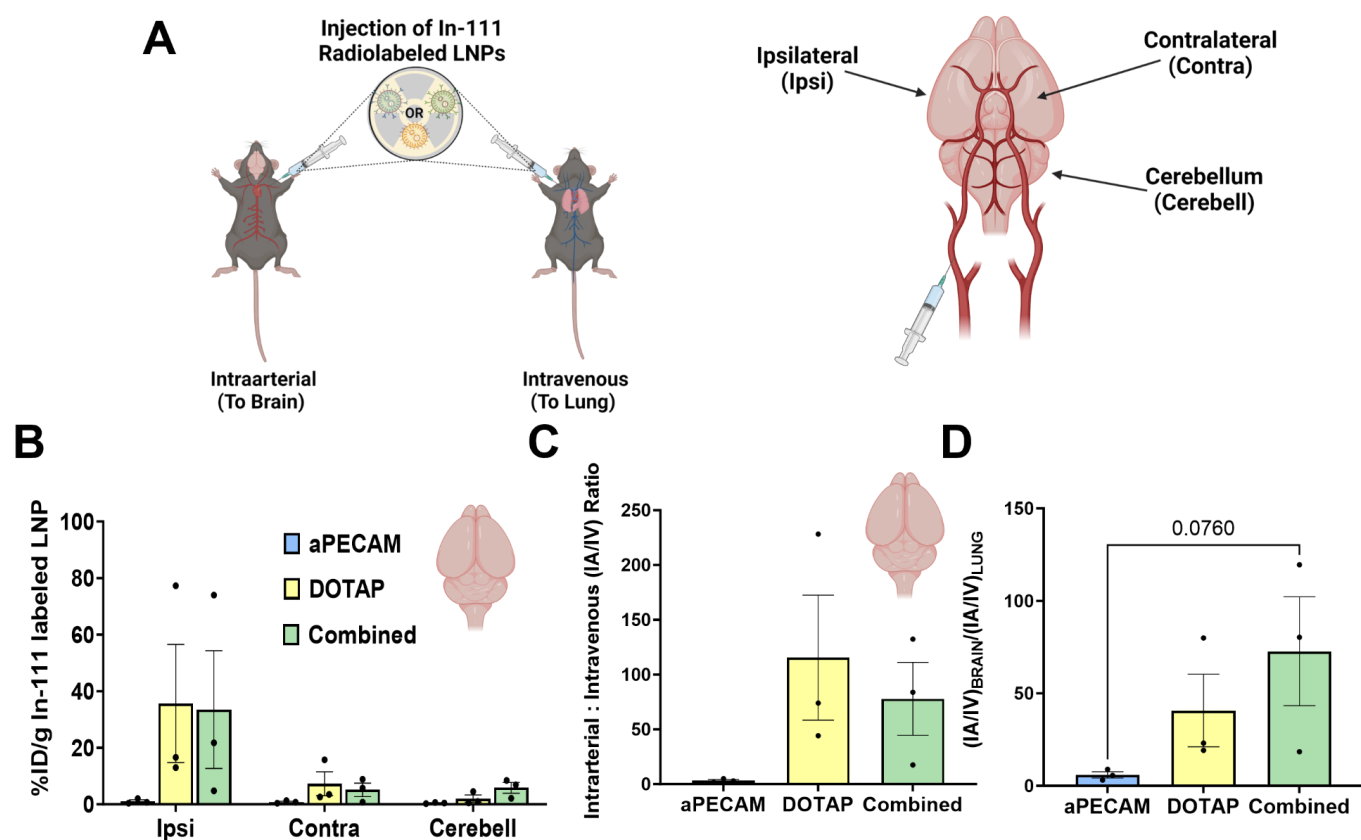 A
Injection of In-111
Radiolabeled LNPs
OR
Intraarterial
(To Brain)
Intravenous
(To Lung)
Ipsilateral
(Ipsi)
Contralateral
(Contra)
Cerebellum
(Cerebell)
B
%ID/g In-111 labeled LNP
100
80
60
40
20
0
aPECAM
DOTAP
Combined
Ipsi
Contra
Cerebell
C
Intrarterial : Intravenous (IA/IV) Ratio
250
200
150
100
50
0
aPECAM
DOTAP
Combined
D
(IA/IV)BRAIN/(IA/IV)LUNG
150
100
50
0
0.0760
aPECAM
DOTAP
Combined